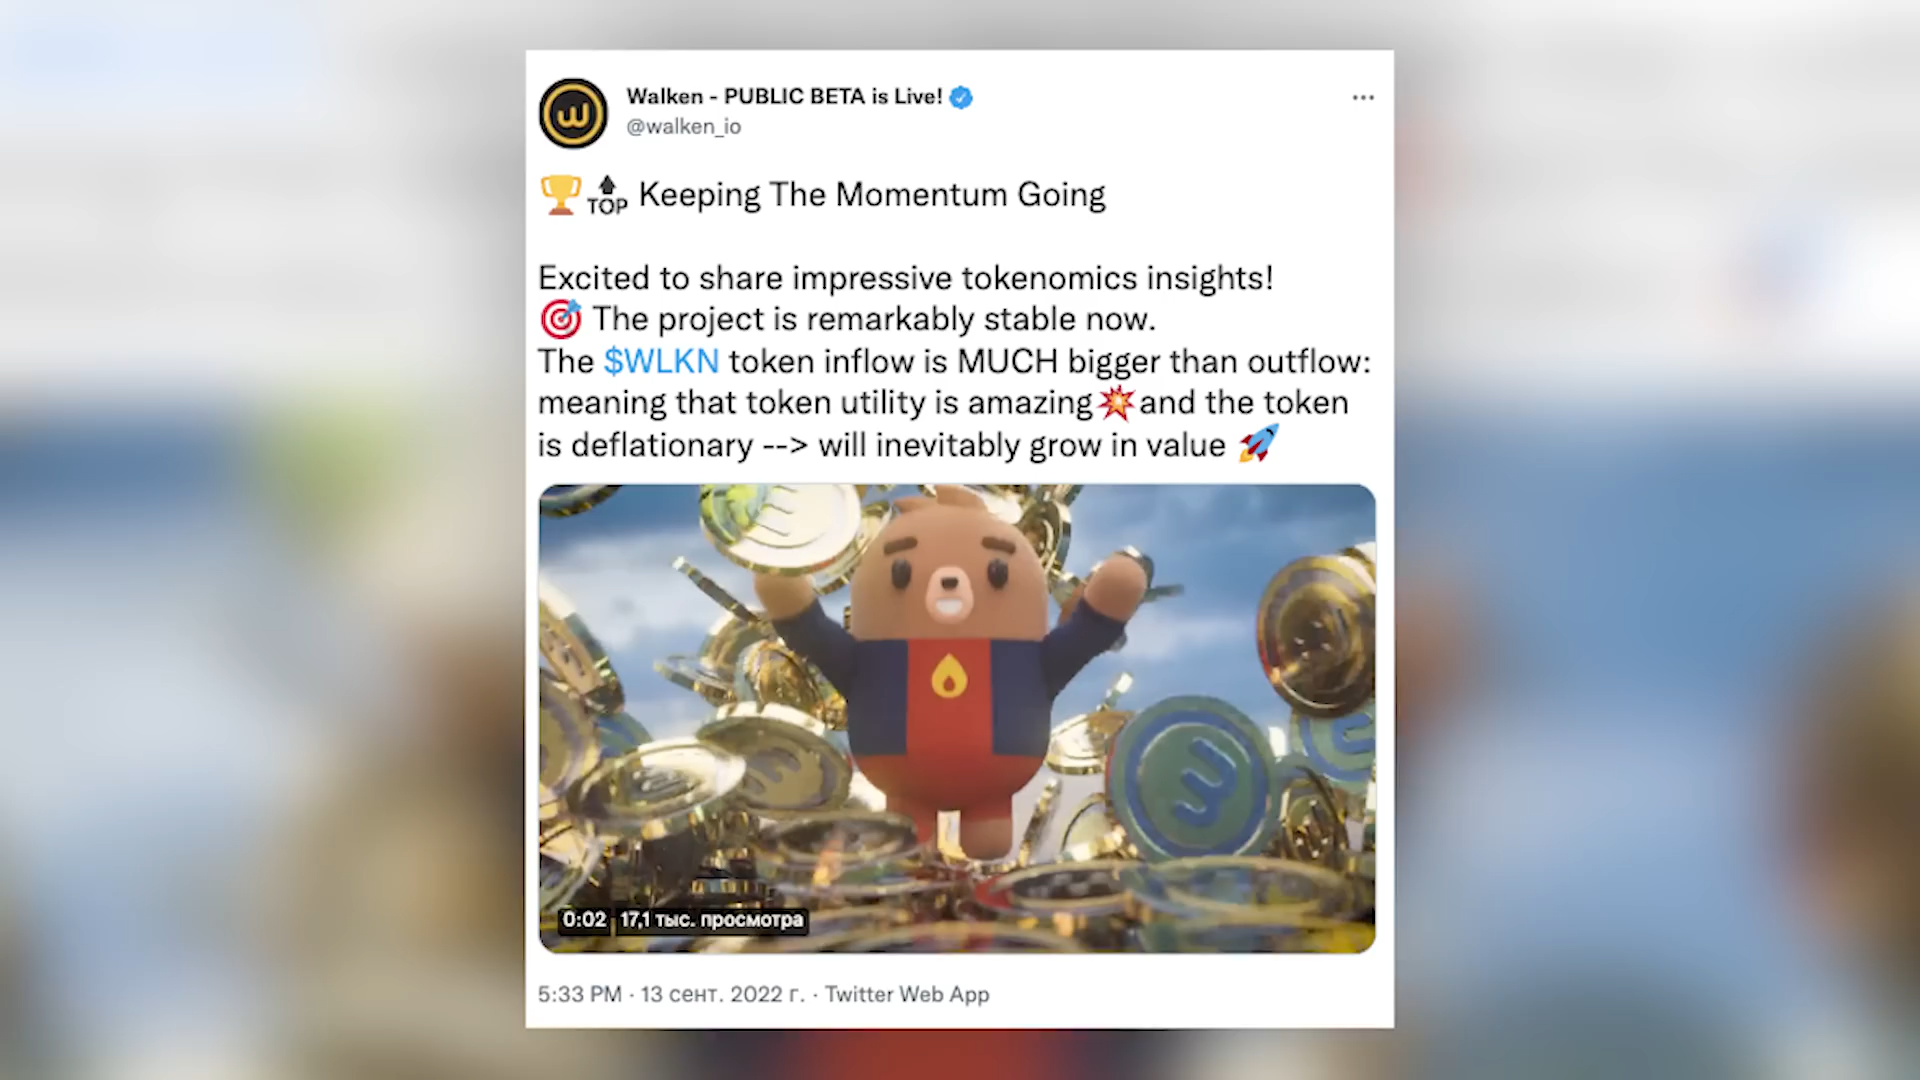 Walken - PUBLIC BETA is Live!
@walken_io
🏆🔝 Keeping The Momentum Going
Excited to share impressive tokenomics insights!
🎯 The project is remarkably stable now.
The $WLKN token inflow is MUCH bigger than outflow:
meaning that token utility is amazing💥and the token
is deflationary --> will inevitably grow in value 🚀
0:02 17,1 тыс. просмотра
5:33 PM · 13 сент. 2022 г. · Twitter Web App